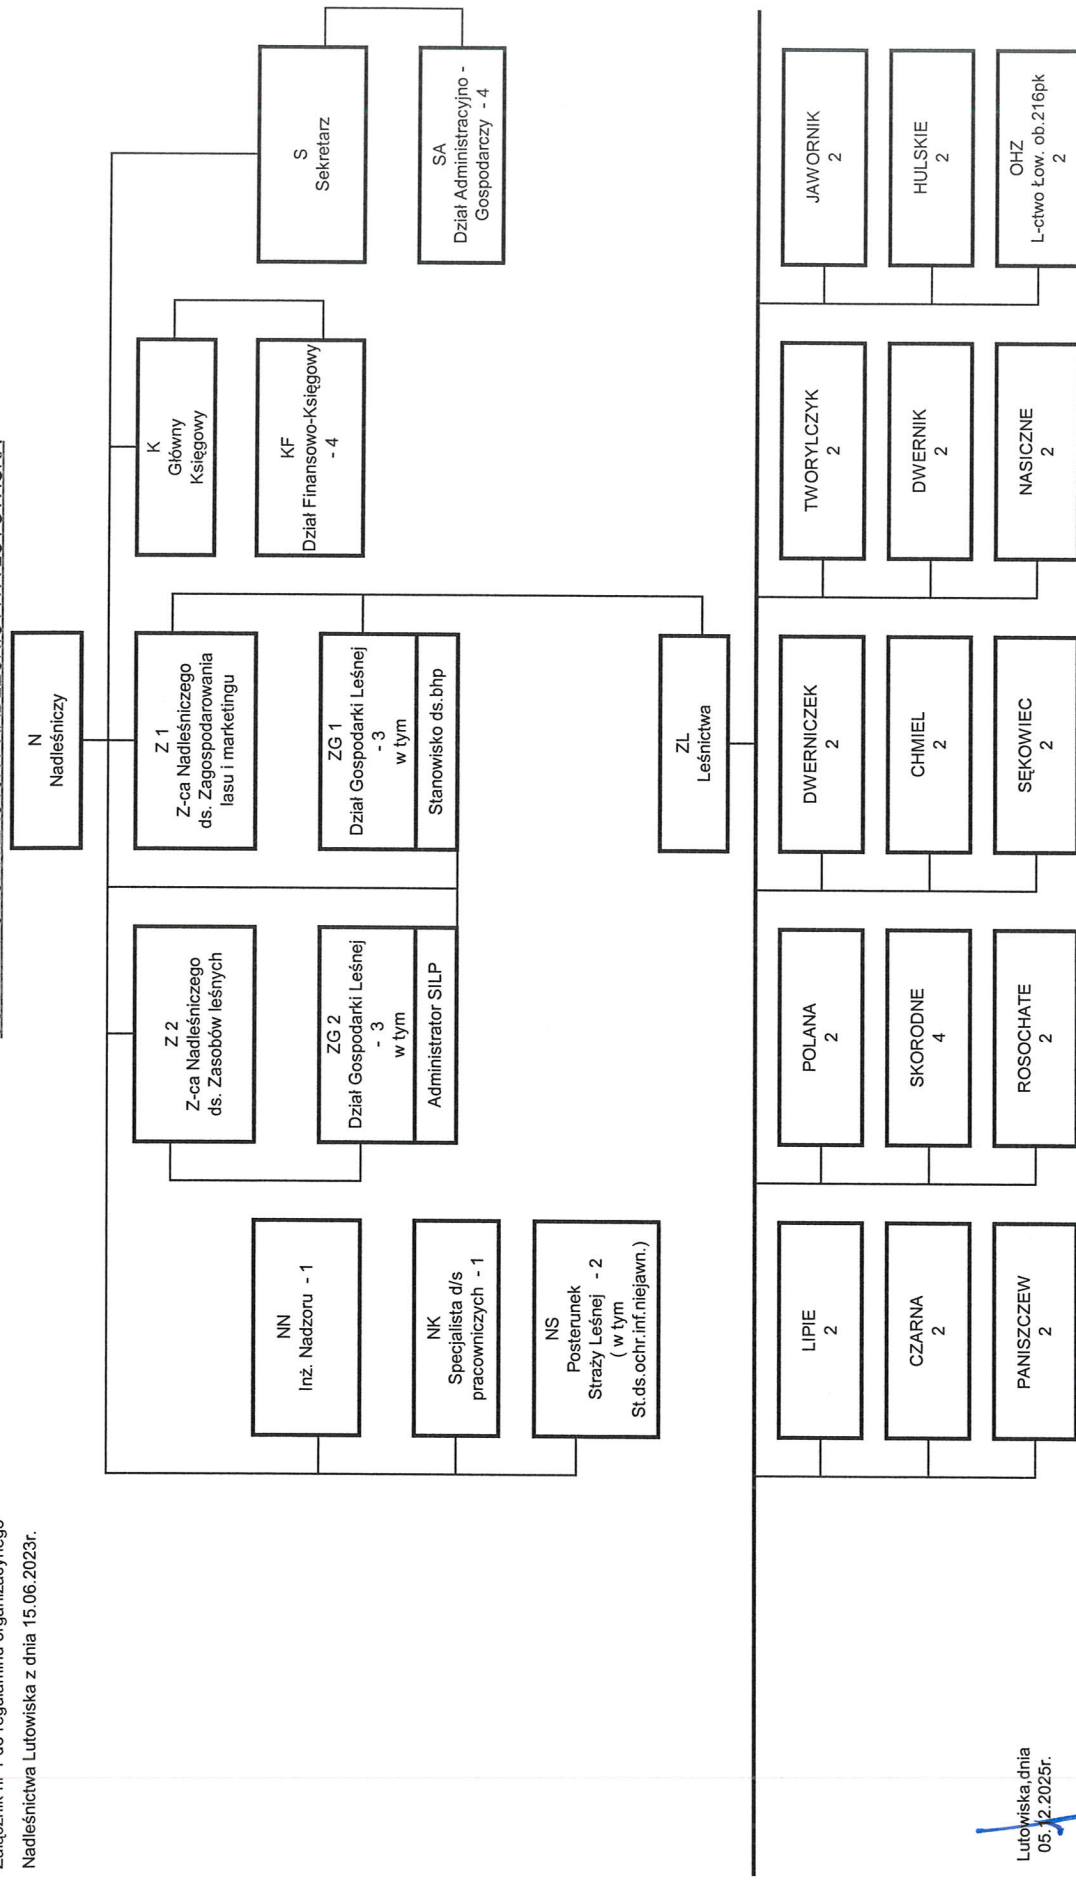 Załącznik nr 1 do regulaminu organizacyjnego
Nadleśnictwa Lutowiska z dnia 15.06.2023r.
N
Nadleśniczy
Z 2
Z-ca Nadleśniczego
ds. Zasobów leśnych
Z 1
Z-ca Nadleśniczego
ds. Zagospodarowania
lasu i marketingu
K
Główny
Księgowy
S
Sekretarz
NN
Inż. Nadzoru - 1
NK
Specjalista d/s
pracowniczych - 1
NS
Posterunek
Straży Leśnej - 2
( w tym
St.ds.ochr.inf.niejawn.)
ZG 2
Dział Gospodarki Leśnej
- 3
w tym
Administrator SILP
ZG 1
Dział Gospodarki Leśnej
- 3
w tym
Stanowisko ds.bhp
KF
Dział Finansowo-Księgowy
- 4
SA
Dział Administracyjno -
Gospodarczy - 4
ZL
Leśnictwa
LIPIE
2
POLANA
2
DWERNICZEK
2
TWORYLCZYK
2
JAWORNIK
2
CZARNA
2
SKORODNE
4
CHMIEL
2
DWERNIK
2
HULSKIE
2
PANISZCZEW
2
ROSOCHATE
2
SĘKOWIEC
2
NASICZNE
2
OHZ
L-ctwo Łow. ob.216pk
2
Lutowiska,dnia
05.12.2025r.